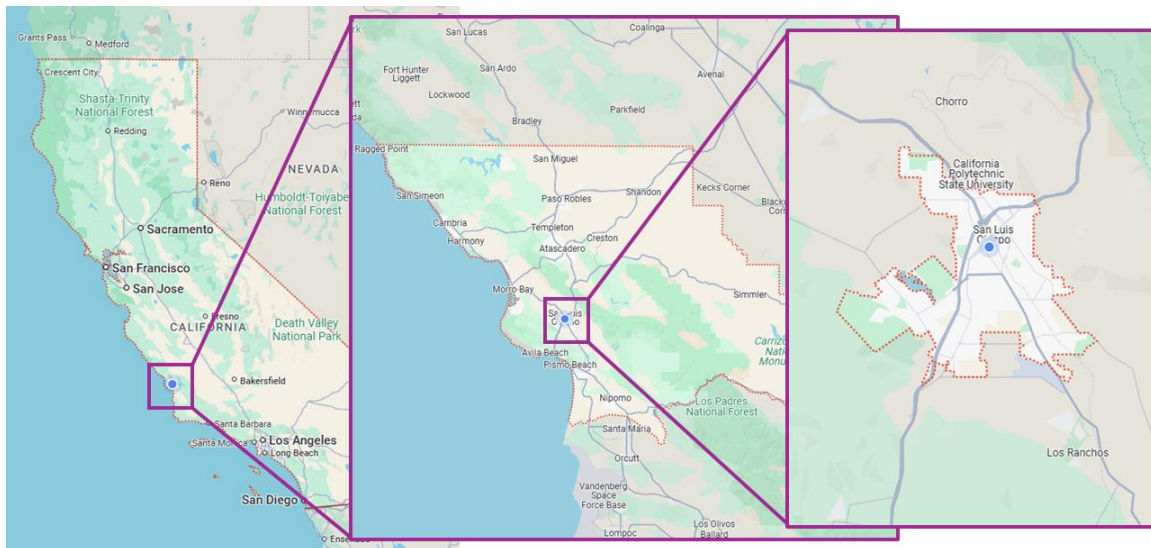 Grants Pass
Medford
Crescent City
Shasta-Trinity
National Forest
Redding
Winnemucca
NEVADA
Reno
Humboldt-Toiyabe
National Forest
Sacramento
San Francisco
San Jose
CALIFORNIA
Death Valley
National Park
Bakersfield
Santa Barbara
Los Angeles
Long Beach
San Diego
San Lucas
Coalinga
Fort Hunter
Liggett
San Ardo
Avenal
Lockwood
Parkfield
Bradley
Ragged Point
San Miguel
San Simeon
Shandon
Kecks Corner
Paso Robles
Cambria
Templeton
Harmony
Creston
Atascadero
Morro Bay
Simmler
Avila Beach
Pismo Beach
Nipomo
Los Padres
National Forest
Santa Maria
Orcutt
Vandenberg
Space
Force Base
Los Olivos
Lompoc
Ballard
Chorro
California
Polytechnic
State University
San Luis
Los Ranchos